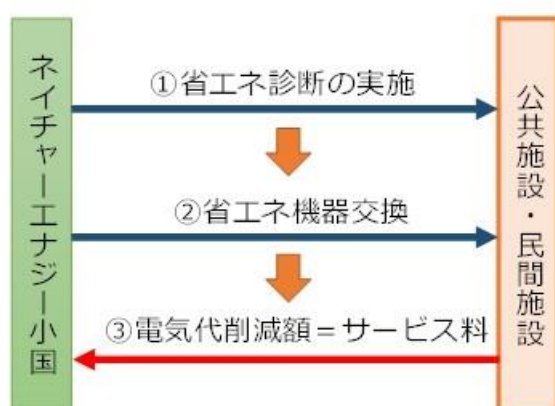 ネイチャーエナジー小国
①省エネ診断の実施
②省エネ機器交換
③電気代削減額＝サービス料
公共施設・民間施設